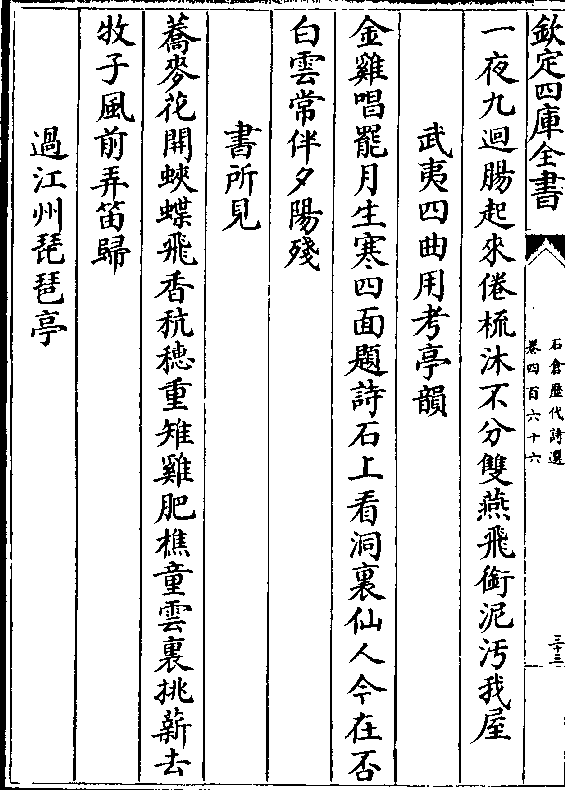 欽定四庫全書
石倉歷代詩選
卷四百六十六
三十三
一夜九迴腸起來倦梳沐不分雙燕飛銜泥汚我屋
武夷四曲用考亭韻
金雞唱罷月生寒四面題詩石上看洞裏仙人今在否
白雲常伴夕陽殘
書所見
蕎麥花開蛺蝶飛香秔穗重雉雞肥樵童雲裏挑薪去
牧子風前弄笛歸
過江州琵琶亭